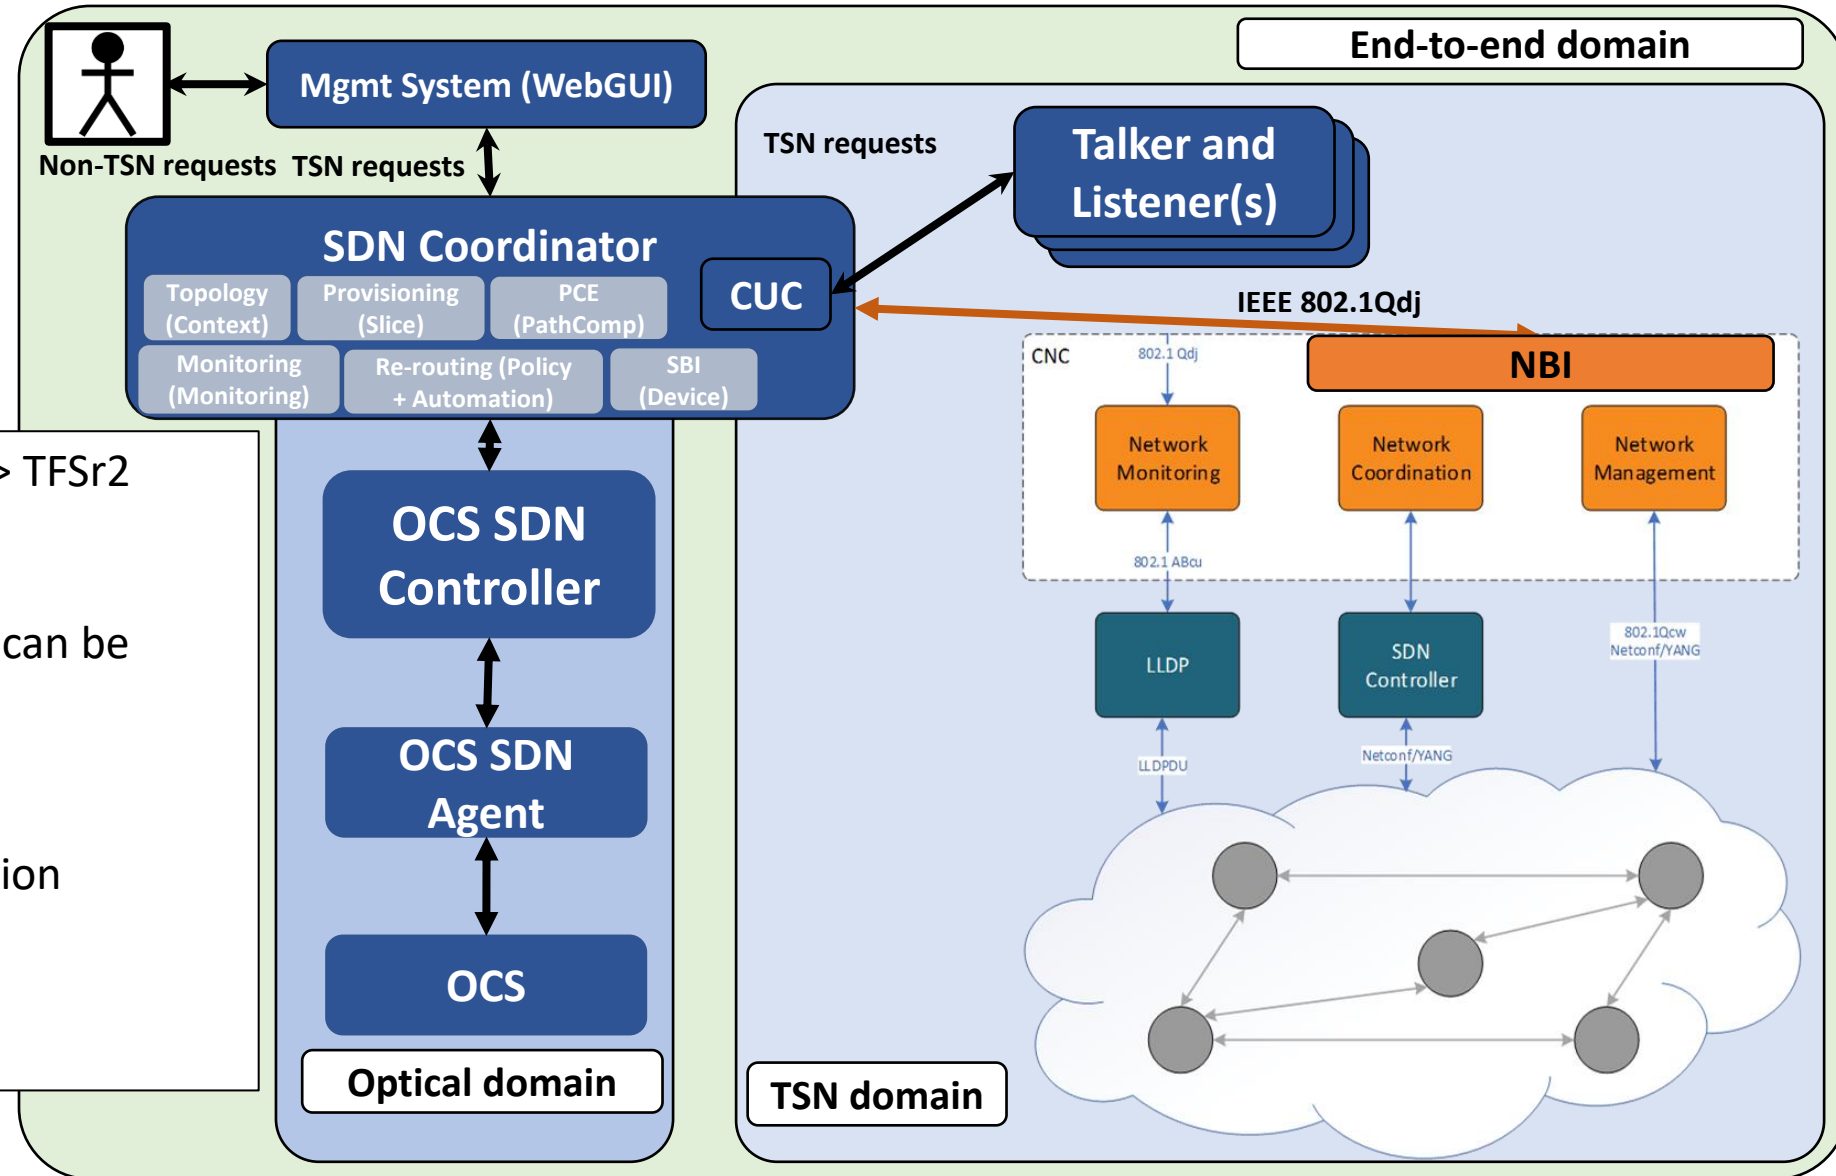 End-to-end domain
Mgmt System (WebGUI)
Non-TSN requests
TSN requests
TSN requests
Talker and
Listener(s)
SDN Coordinator
CUC
Topology
(Context)
Provisioning
(Slice)
PCE
(PathComp)
Monitoring
(Monitoring)
Re-routing (Policy
+ Automation)
SBI
(Device)
IEEE 802.1Qdj
CNC
802.1 Qdj
NBI
Network
Monitoring
Network
Coordination
Network
Management
802.1 ABcu
802.1Qcw
Netconf/YANG
LLDP
SDN
Controller
LLDPDU
Netconf/YANG
> TFSr2
can be
ion
OCS SDN
Controller
OCS SDN
Agent
OCS
Optical domain
TSN domain